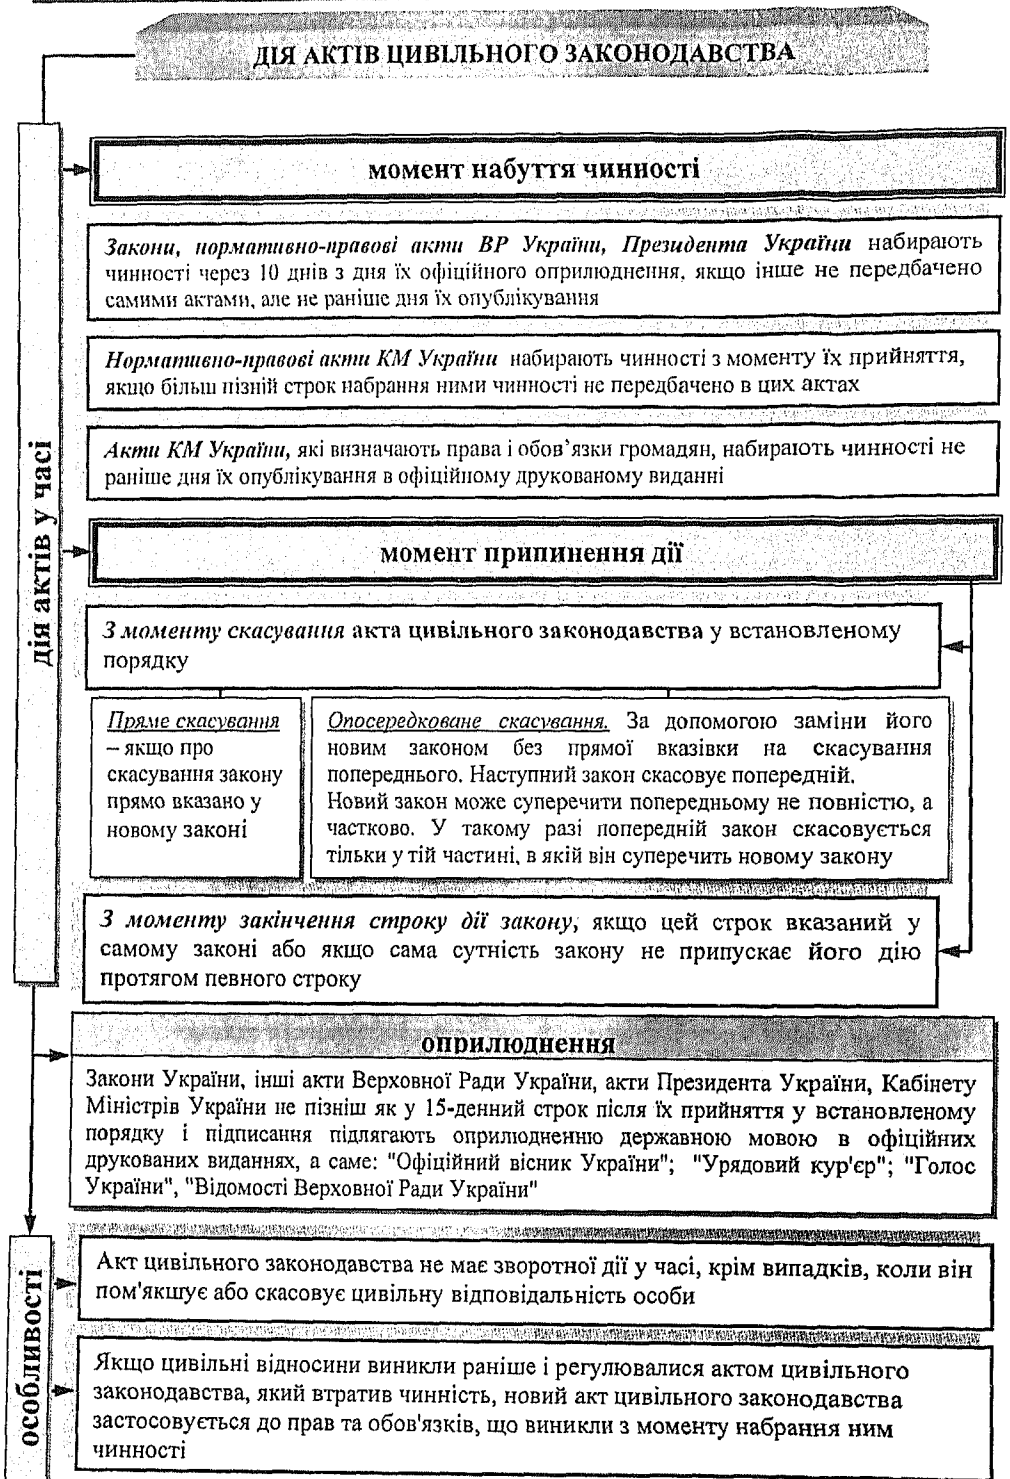 ДІЯ АКТІВ ЦИВІЛЬНОГО ЗАКОНОДАВСТВА
дія актів у часі
момент набуття чинності
Закони, нормативно-правові акти ВР України, Президента України набирають
чинності через 10 днів з дня їх офіційного оприлюднення, якщо інше не передбачено
самими актами, але не раніше дня їх опублікування
Нормативно-правові акти КМ України набирають чинності з моменту їх прийняття,
якщо більш пізній строк набрання ними чинності не передбачено в цих актах
Акти КМ України, які визначають права і обов’язки громадян, набирають чинності не
раніше дня їх опублікування в офіційному друкованому виданні
момент припинення дії
З моменту скасування акта цивільного законодавства у встановленому
порядку
Пряме скасування
– якщо про
скасування закону
прямо вказано у
новому законі
Опосередковане скасування. За допомогою заміни його
новим законом без прямої вказівки на скасування
попереднього. Наступний закон скасовує попередній.
Новий закон може суперечити попередньому не повністю, а
частково. У такому разі попередній закон скасовується
тільки у тій частині, в якій він суперечить новому закону
З моменту закінчення строку дії закону, якщо цей строк вказаний у
самому законі або якщо сама сутність закону не припускає його дію
протягом певного строку
оприлюднення
Закони України, інші акти Верховної Ради України, акти Президента України, Кабінету
Міністрів України не пізніш як у 15-денний строк після їх прийняття у встановленому
порядку і підписання підлягають оприлюдненню державною мовою в офіційних
друкованих виданнях, а саме: "Офіційний вісник України"; "Урядовий кур'єр"; "Голос
України", "Відомості Верховної Ради України"
особливості
Акт цивільного законодавства не має зворотної дії у часі, крім випадків, коли він
пом'якшує або скасовує цивільну відповідальність особи
Якщо цивільні відносини виникли раніше і регулювалися актом цивільного
законодавства, який втратив чинність, новий акт цивільного законодавства
застосовується до прав та обов'язків, що виникли з моменту набрання ним
чинності